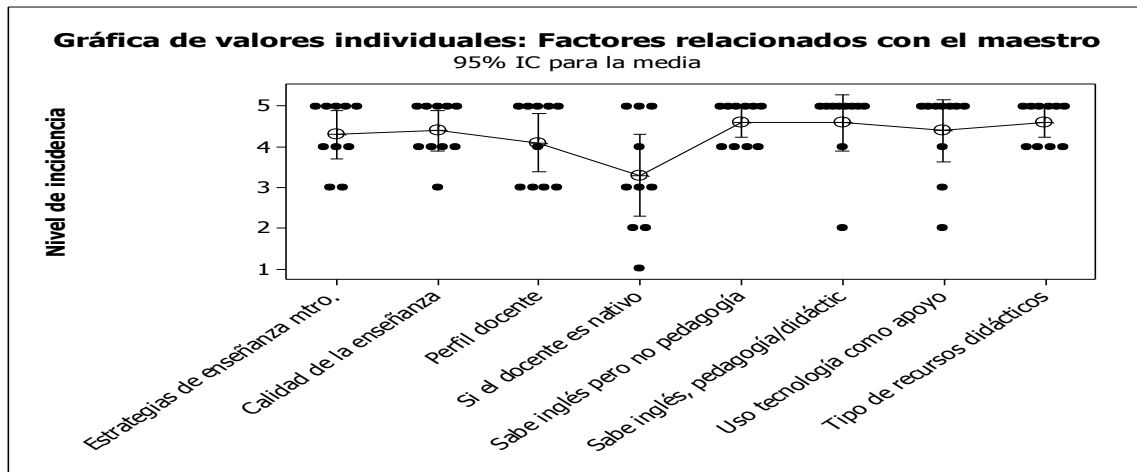 Gráfica de valores individuales: Factores relacionados con el maestro
95% IC para la media
Nivel de incidencia
5
4
3
2
1
Estrategias de enseñanza mtro.
Calidad de la enseñanza
Perfil docente
Si el docente es nativo
Sabe inglés pero no pedagogía
Sabe inglés, pedagogía/didáctic
Uso tecnología como apoyo
Tipo de recursos didácticos